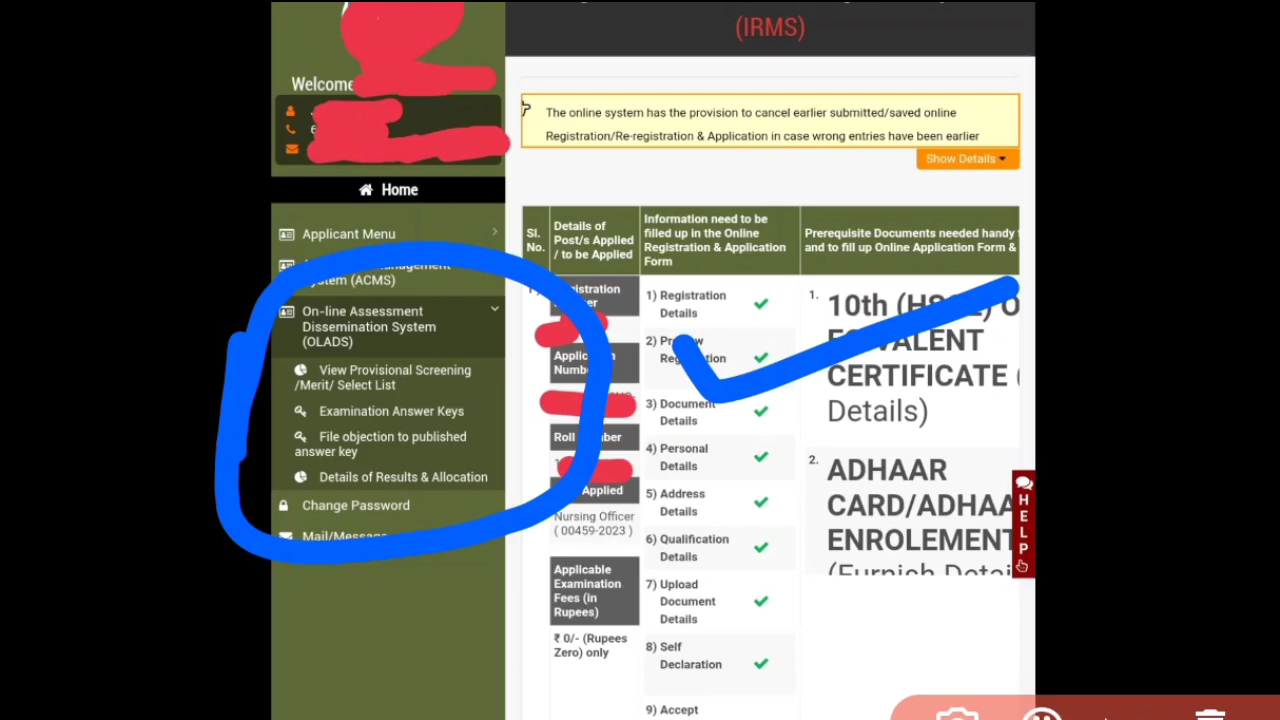 (IRMS)
Welcome
Home
Applicant Menu
(ACMS)
On-line Assessment
Dissemination System
(OLADS)
View Provisional Screening
/Merit/ Select List
Examination Answer Keys
File objection to published
answer key
Details of Results & Allocation
Change Password
The online system has the provision to cancel earlier submitted/saved online
Registration/Re-registration & Application in case wrong entries have been earlier
Show Details
Sl.
No.
Details of
Post/s Applied
/ to be Applied
Information need to be
filled up in the Online
Registration & Application
Form
Prerequisite Documents needed handy
and to fill up Online Application Form &
Roll
Applied
Nursing Officer
( 00459-2023 )
Applicable
Examination
Fees (in
Rupees)
₹ 0/- (Rupees
Zero) only
1) Registration
Details
2)
3) Document
Details
4) Personal
Details
5) Address
Details
6) Qualification
Details
7) Upload
Document
Details
8) Self
Declaration
9) Accept
1.
10th
CERTIFICATE (
Details)
2.
ADHAAR
ENROLEMENT
HELP